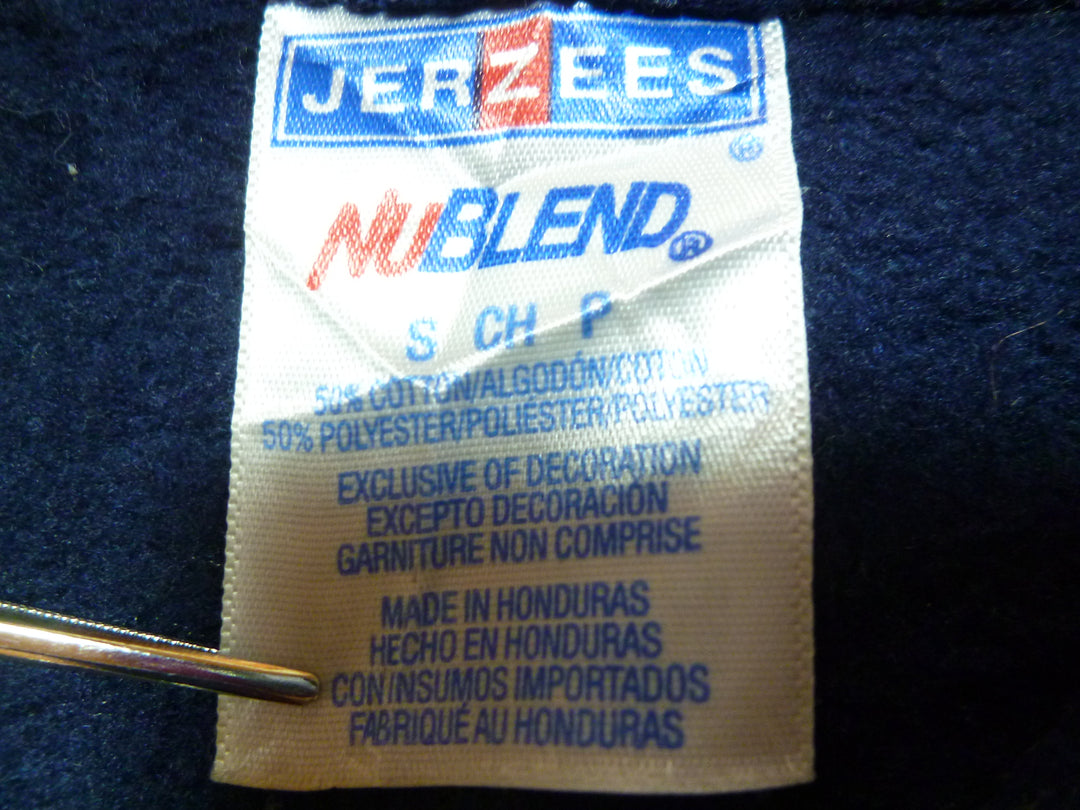 JERZEES
®
NUBLEND®
S CH P
50% COTTON/ALGODÓN/COTON
50% POLYESTER/POLIÉSTER/POLYESTER
EXCLUSIVE OF DECORATION
EXCEPTO DECORACIÓN
GARNITURE NON COMPRISE
MADE IN HONDURAS
HECHO EN HONDURAS
CON INSUMOS IMPORTADOS
FABRIQUÉ AU HONDURAS